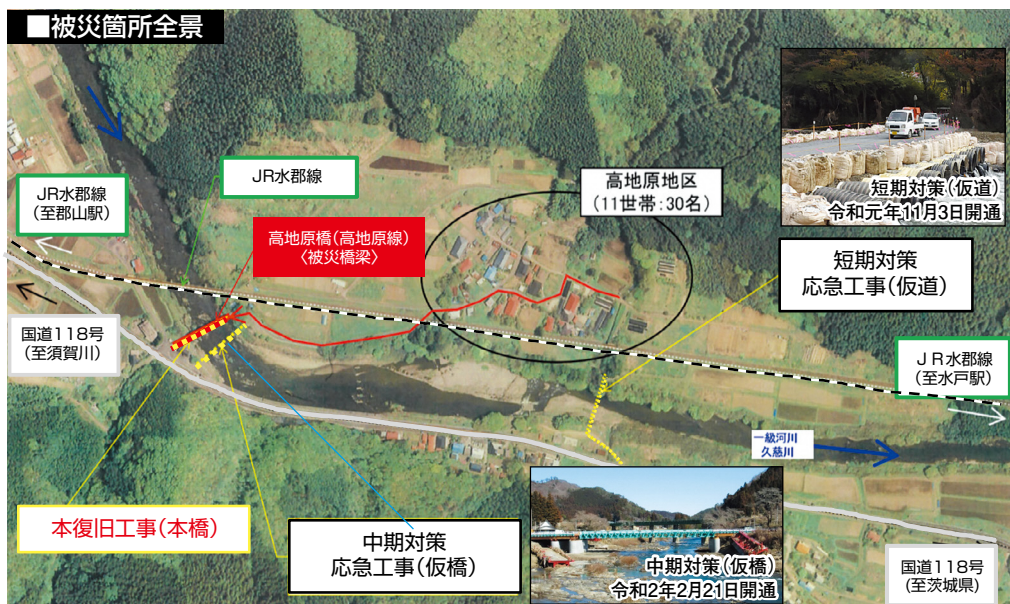 ■被災箇所全景
JR水郡線
(至郡山駅)
JR水郡線
高地原橋(高地原線)
〈被災橋梁〉
高地原地区
(11世帯:30名)
短期対策(仮道)
令和元年11月3日開通
短期対策
応急工事(仮道)
国道118号
(至須賀川)
JR水郡線
(至水戸駅)
一級河川
久慈川
本復旧工事(本橋)
中期対策
応急工事(仮橋)
中期対策(仮橋)
令和2年2月21日開通
国道118号
(至茨城県)